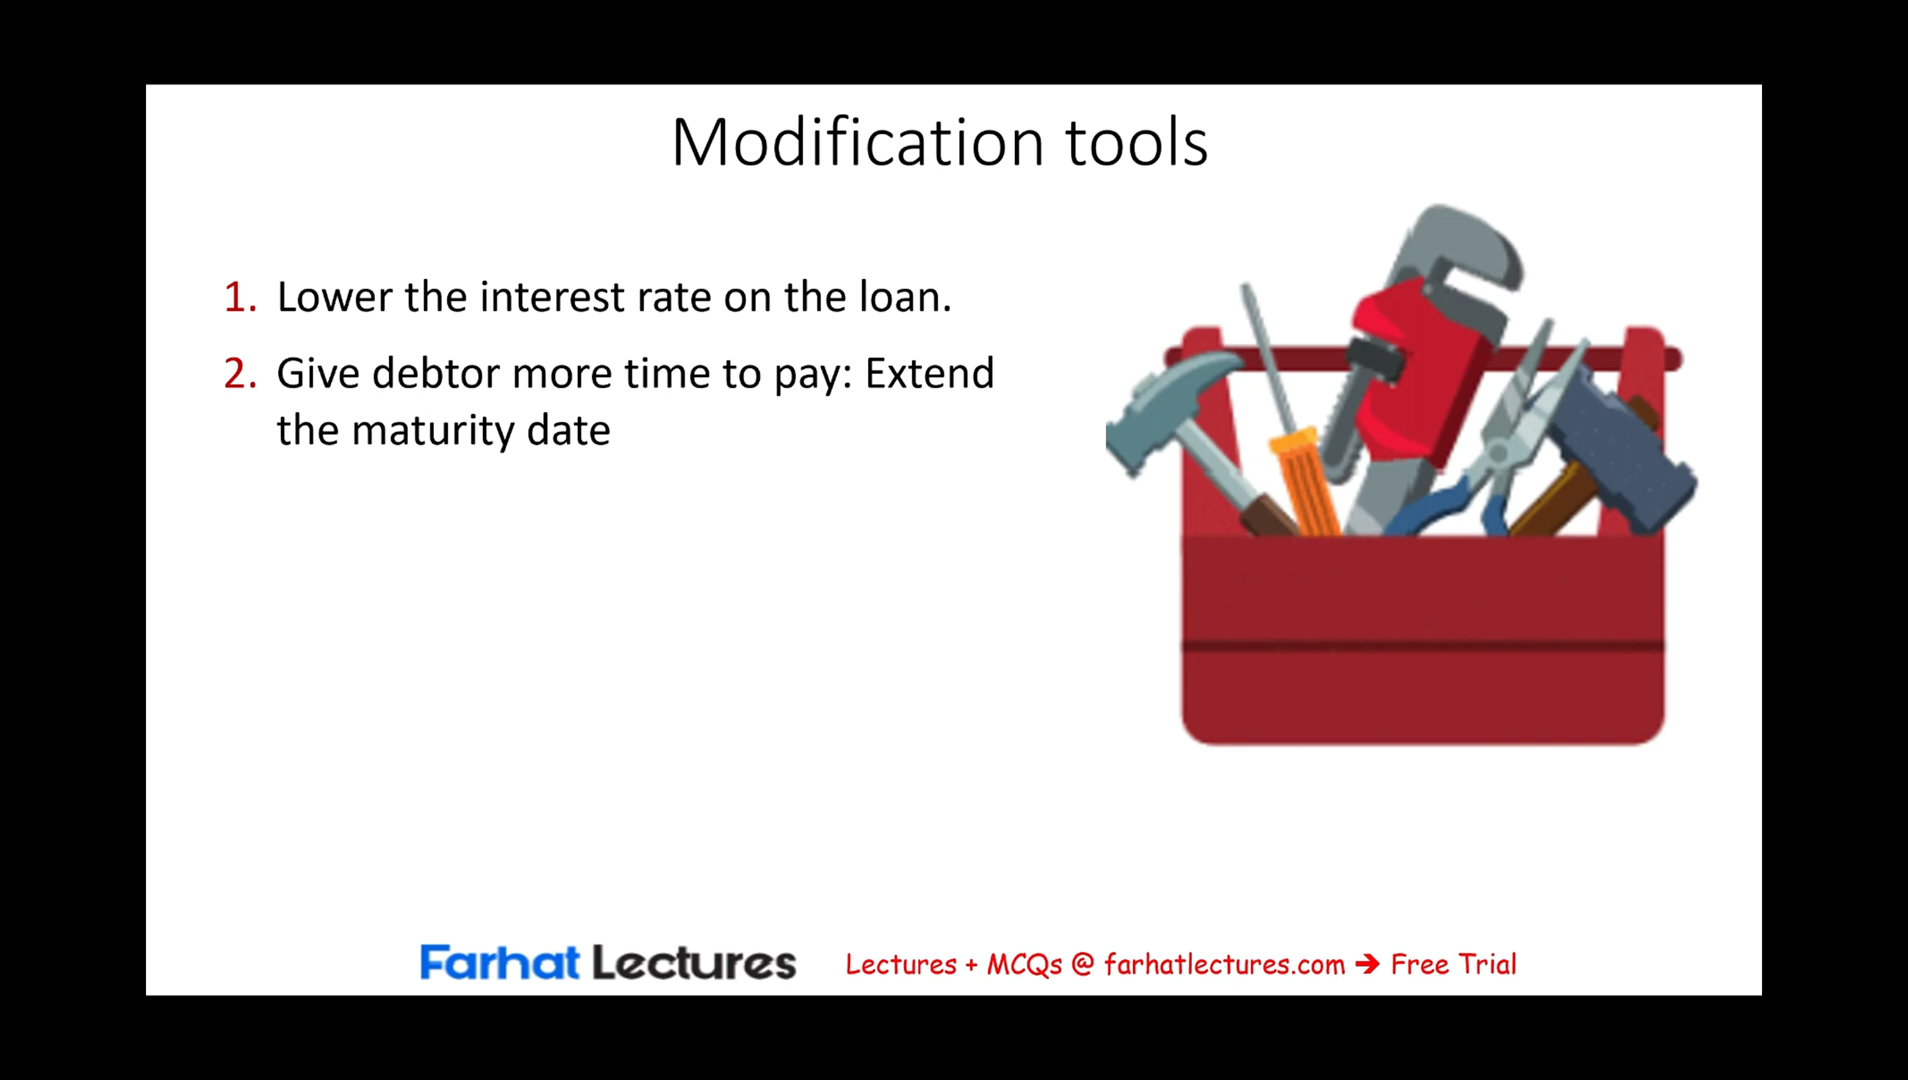 Modification tools
1. Lower the interest rate on the loan.
2. Give debtor more time to pay: Extend
the maturity date
Farhat Lectures Lectures + MCQs @ farhatlectures.com ➔ Free Trial